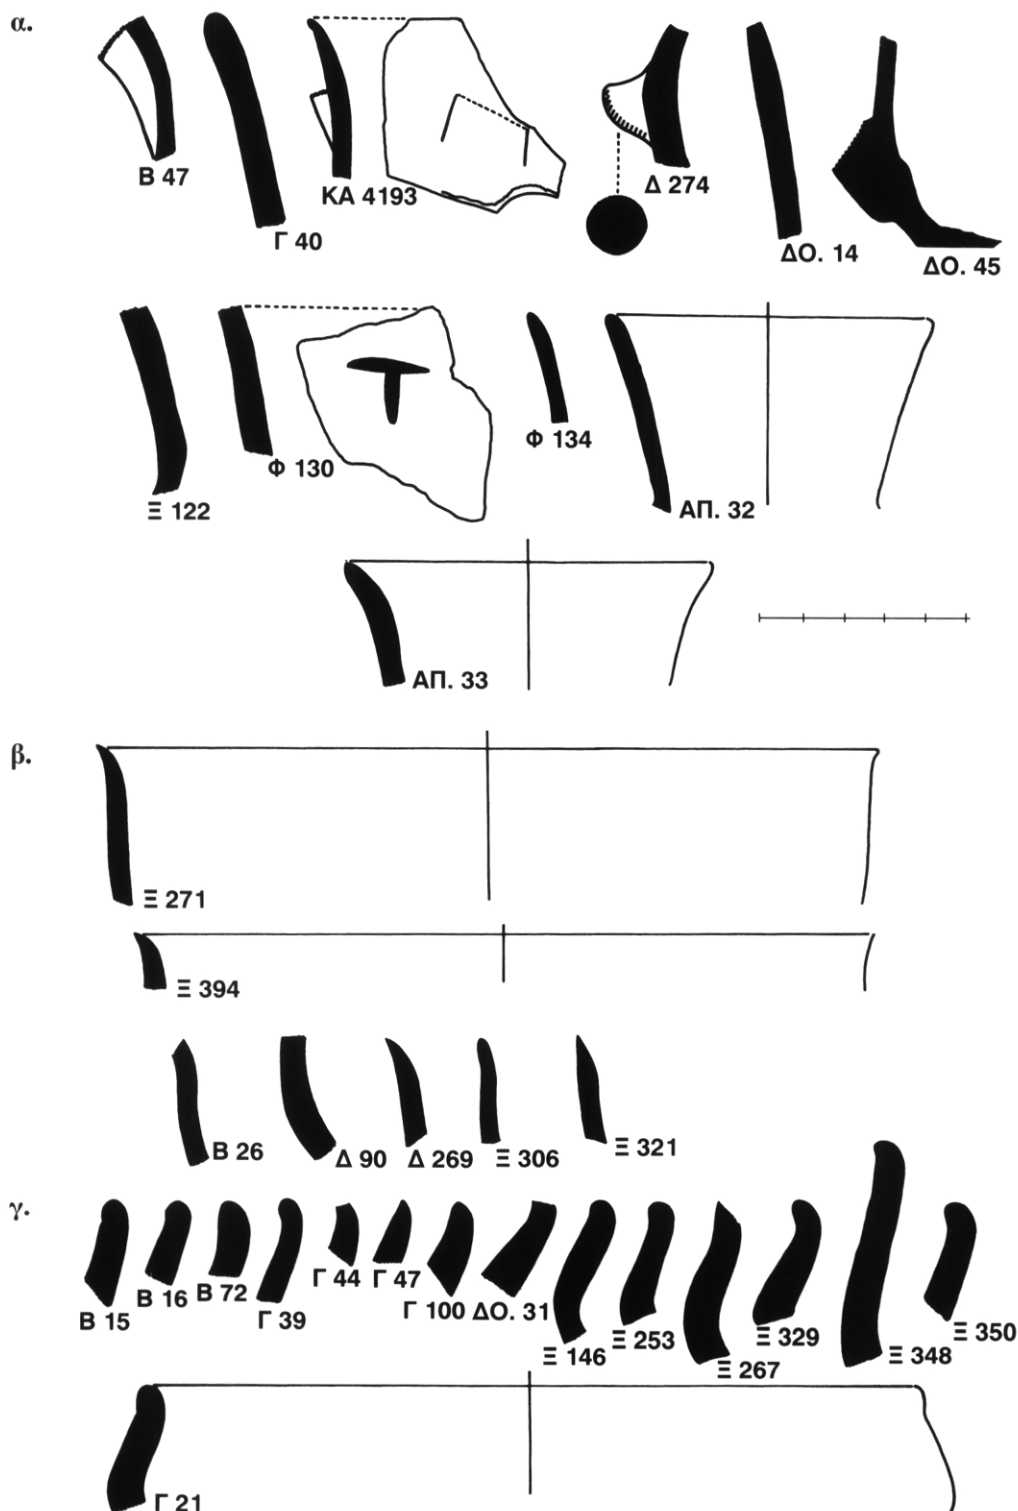 α.
Β 47
Γ 40
ΚΑ 4193
Δ 274
ΔΟ. 14
ΔΟ. 45
Ξ 122
Φ 130
Φ 134
ΑΠ. 32
ΑΠ. 33
β.
Ξ 271
Ξ 394
Β 26
Δ 90
Δ 269
Ξ 306
Ξ 321
γ.
Β 15
Β 16
Β 72
Γ 39
Γ 44
Γ 47
Γ 100
ΔΟ. 31
Ξ 146
Ξ 253
Ξ 267
Ξ 329
Ξ 348
Ξ 350
Γ 21